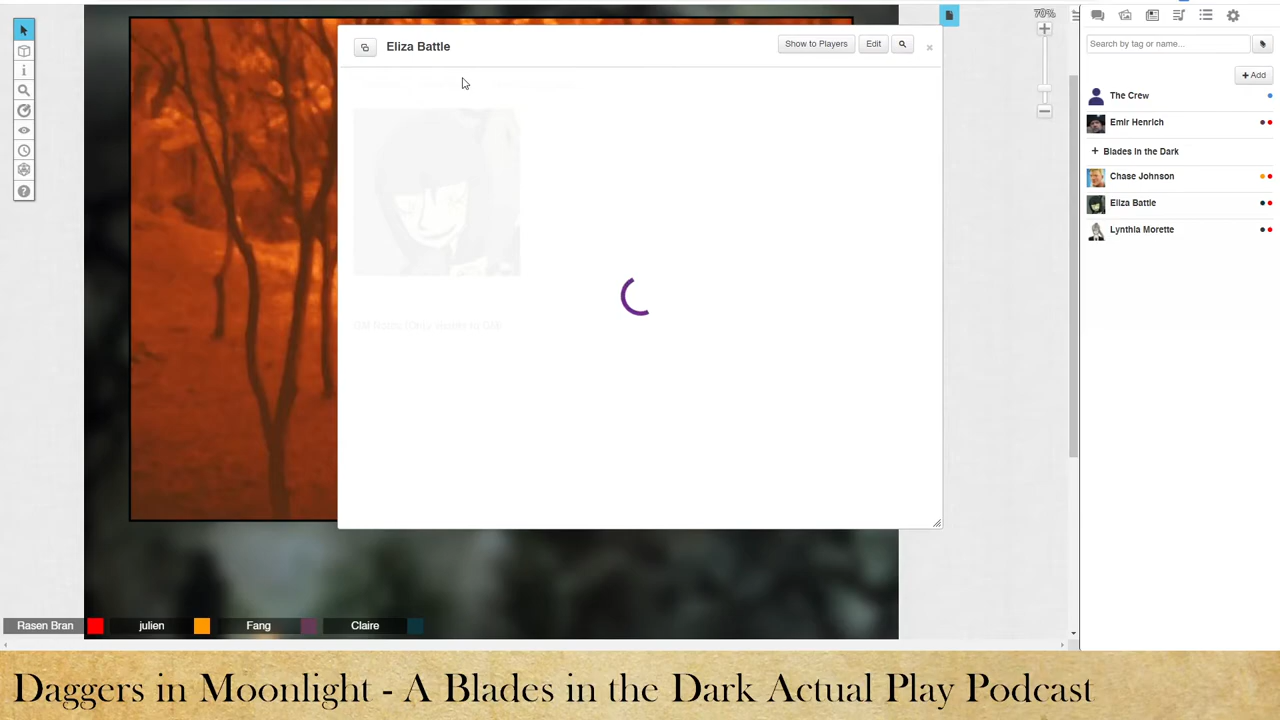 70%
Eliza Battle
Show to Players
Edit
Search by tag or name...
+ Add
The Crew
Emir Henrich
+ Blades in the Dark
Chase Johnson
Eliza Battle
Lynthia Morette
Rasen Bran
julien
Fang
Claire
Daggers in Moonlight - A Blades in the Dark Actual Play Podcast